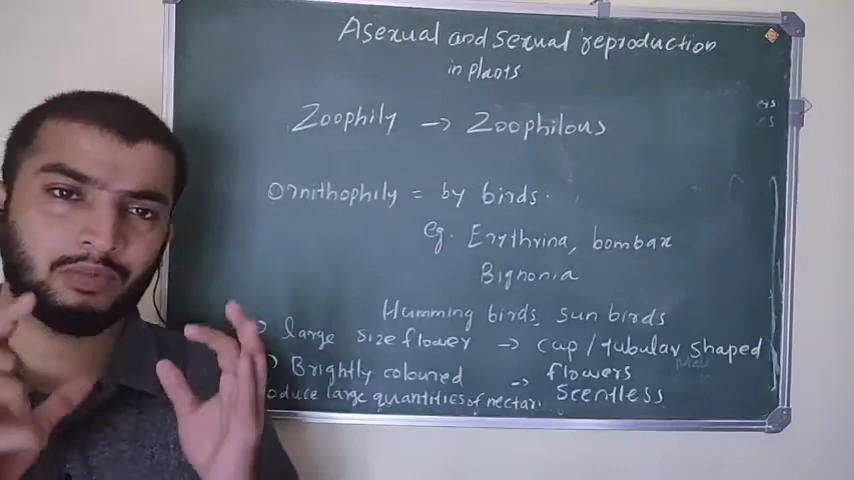 Asexual and sexual reproduction
in plants
Zoophily → Zoophilous
Ornithophily = by birds.
eg. Erythrina, bombax
Bignonia
Humming birds, sun birds
large size flower → cup / tubular shaped
flowers
Brightly coloured → scentless
large quantities of nectar.